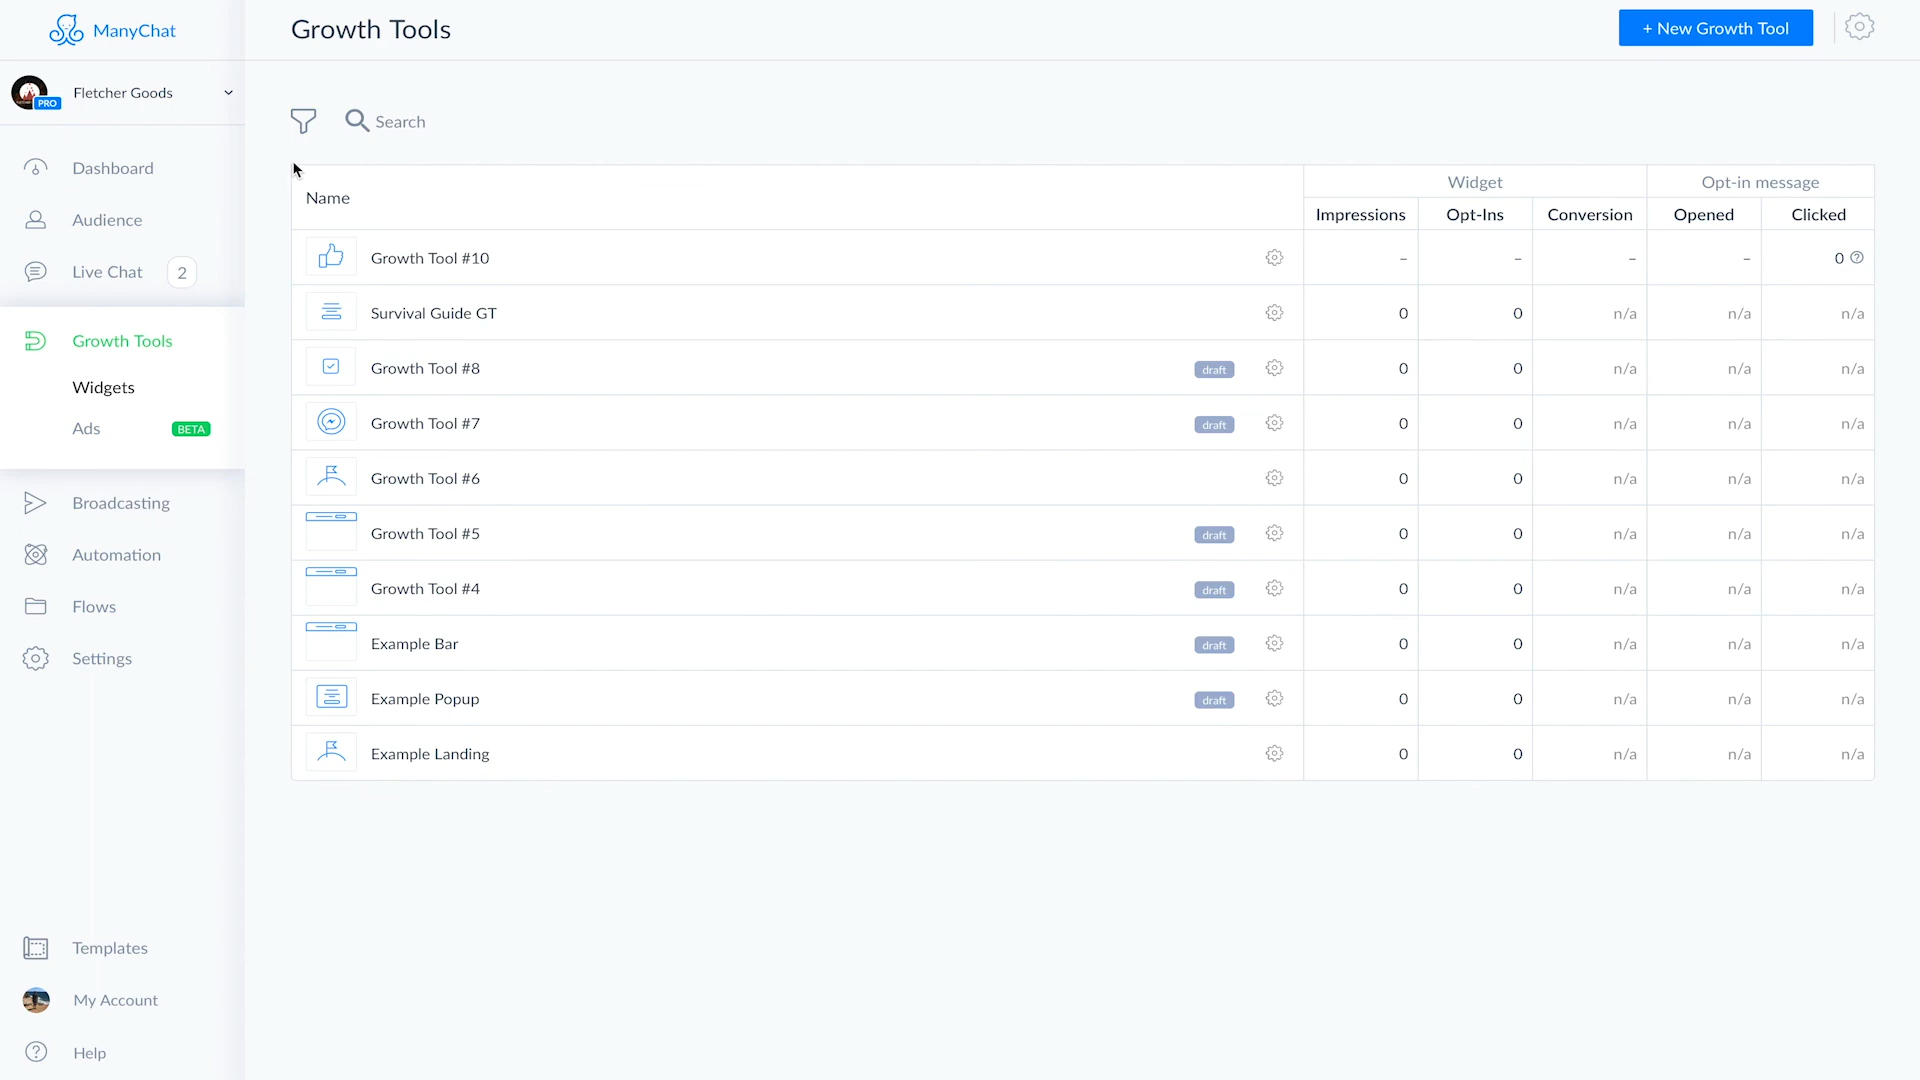 ManyChat
Growth Tools
+ New Growth Tool
PRO
Fletcher Goods
Search
Dashboard
Audience
Live Chat 2
Growth Tools
Widgets
Ads BETA
Broadcasting
Automation
Flows
Settings
Templates
My Account
Help
Widget Opt-in message
Name Impressions Opt-Ins Conversion Opened Clicked
Growth Tool #10 – – – – 0
Survival Guide GT 0 0 n/a n/a n/a
Growth Tool #8 draft 0 0 n/a n/a n/a
Growth Tool #7 draft 0 0 n/a n/a n/a
Growth Tool #6 0 0 n/a n/a n/a
Growth Tool #5 draft 0 0 n/a n/a n/a
Growth Tool #4 draft 0 0 n/a n/a n/a
Example Bar draft 0 0 n/a n/a n/a
Example Popup draft 0 0 n/a n/a n/a
Example Landing 0 0 n/a n/a n/a